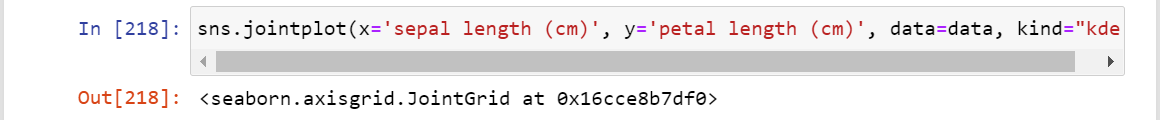 In [218]: sns.jointplot(x='sepal length (cm)', y='petal length (cm)', data=data, kind="kde
Out[218]: <seaborn.axisgrid.JointGrid at 0x16cce8b7df0>